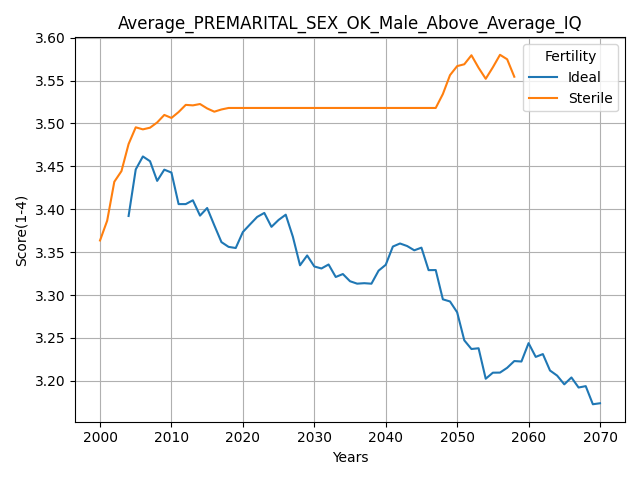 Average_PREMARITAL_SEX_OK_Male_Above_Average_IQ
Score(1-4)
3.60
3.55
3.50
3.45
3.40
3.35
3.30
3.25
3.20
Fertility
Ideal
Sterile
2000 2010 2020 2030 2040 2050 2060 2070
Years